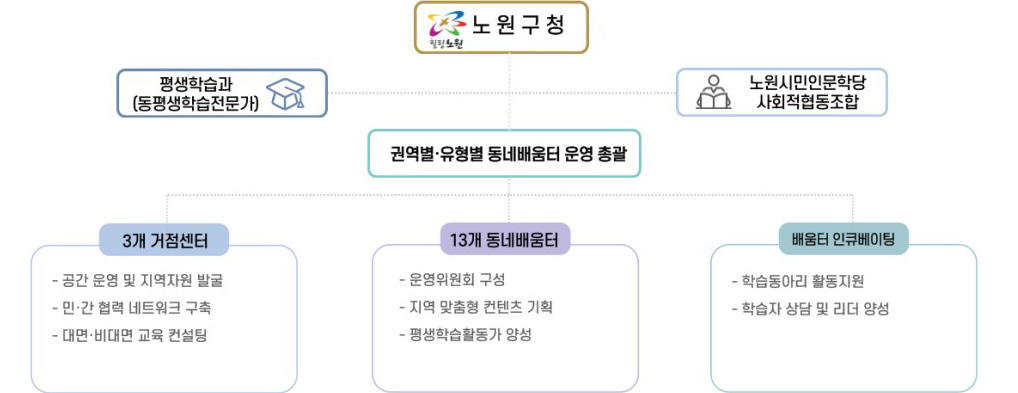 힐링노원
노원구청
평생학습과
(동평생학습전문가)
노원시민인문학당
사회적협동조합
권역별·유형별 동네배움터 운영 총괄
3개 거점센터
- 공간 운영 및 지역자원 발굴
- 민·간 협력 네트워크 구축
- 대면·비대면 교육 컨설팅
13개 동네배움터
- 운영위원회 구성
- 지역 맞춤형 컨텐츠 기획
- 평생학습활동가 양성
배움터 인큐베이팅
- 학습동아리 활동지원
- 학습자 상담 및 리더 양성